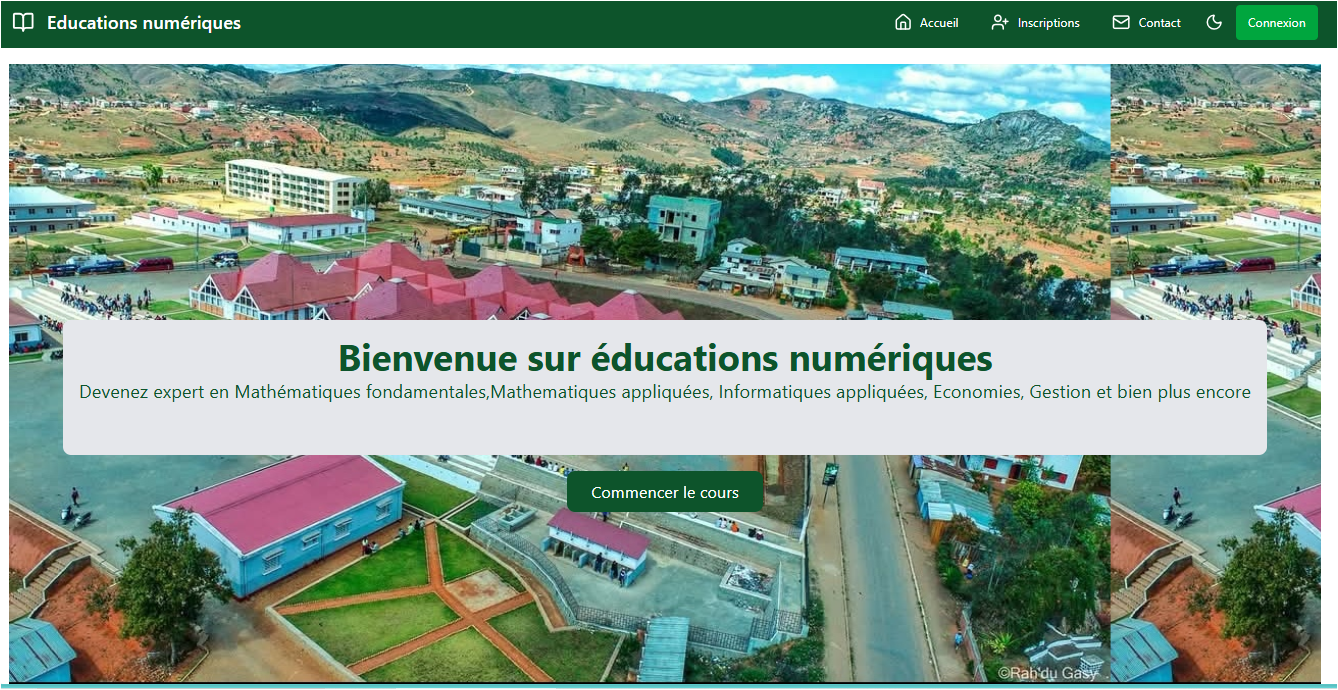 Educations numériques
Accueil
Inscriptions
Contact
Connexion
Bienvenue sur éducations numériques
Devenez expert en Mathématiques fondamentales,Mathematiques appliquées, Informatiques appliquées, Economies, Gestion et bien plus encore
Commencer le cours
©Rah'du Gasy